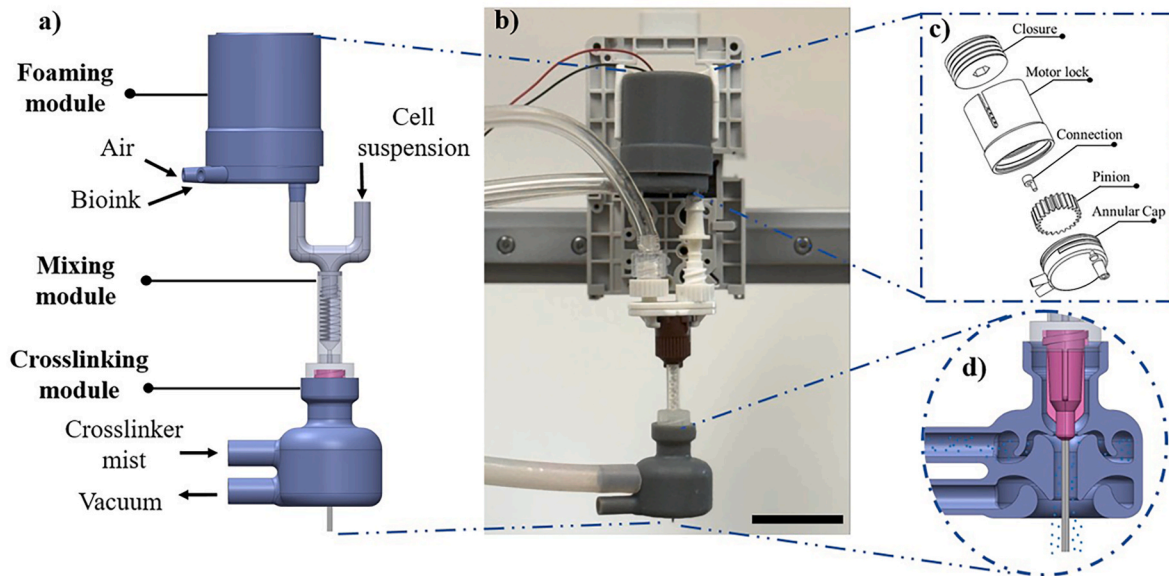 a)
Foaming
module
Air
Bioink
Cell
suspension
Mixing
module
Crosslinking
module
Crosslinker
mist
Vacuum
b)
c)
Closure
Motor lock
Connection
Pinion
Annular Cap
d)